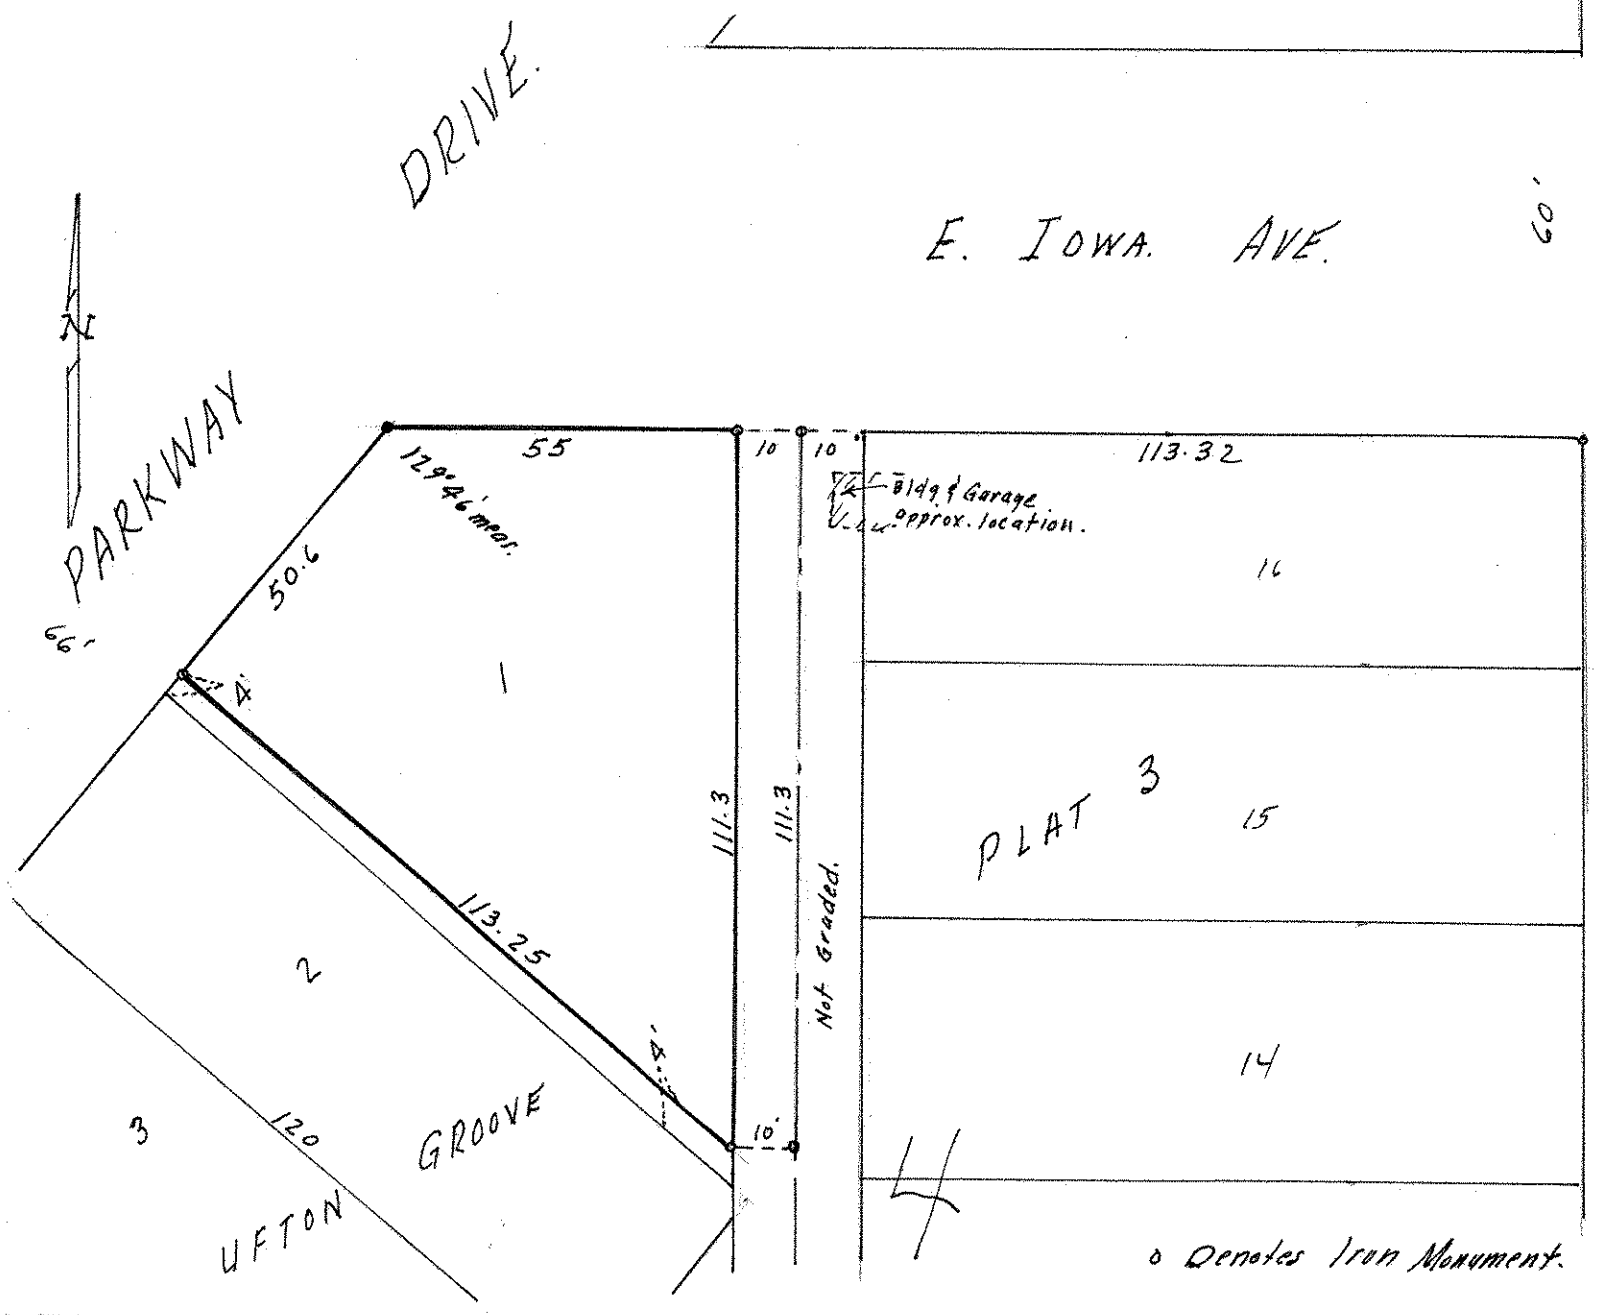 DRIVE.
E. IOWA. AVE.
60'
N
PARKWAY
66'
55
10
10
113.32
129°46' meas.
Bldg & Garage
approx. location.
50.6
16
1
4'
111.3
111.3
PLAT 3
15
Not Graded.
113.25
2
4'
14
10'
3
120
GROOVE
UFTON
4
o Denotes Iron Monument.